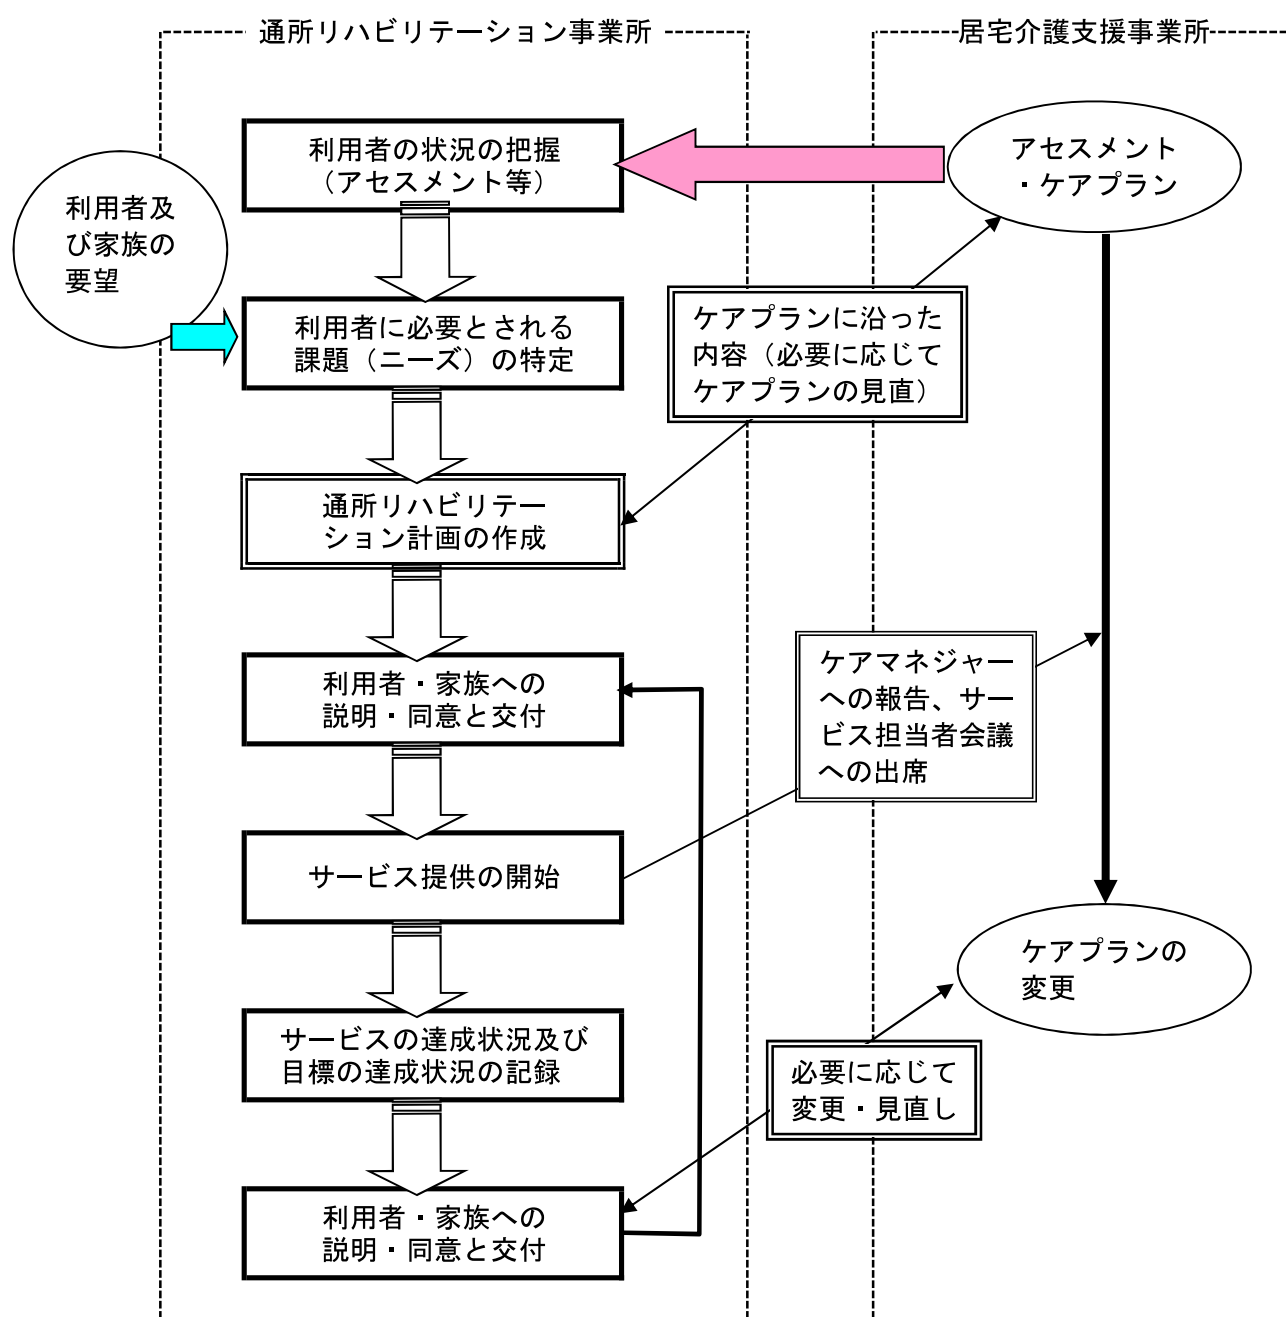 通所リハビリテーション事業所
居宅介護支援事業所
利用者の状況の把握
（アセスメント等）
アセスメント
・ケアプラン
利用者及
び家族の
要望
利用者に必要とされる
課題（ニーズ）の特定
ケアプランに沿った
内容（必要に応じて
ケアプランの見直）
通所リハビリテー
ション計画の作成
利用者・家族への
説明・同意と交付
ケアマネジャー
への報告、サー
ビス担当者会議
への出席
サービス提供の開始
ケアプランの
変更
サービスの達成状況及び
目標の達成状況の記録
必要に応じて
変更・見直し
利用者・家族への
説明・同意と交付